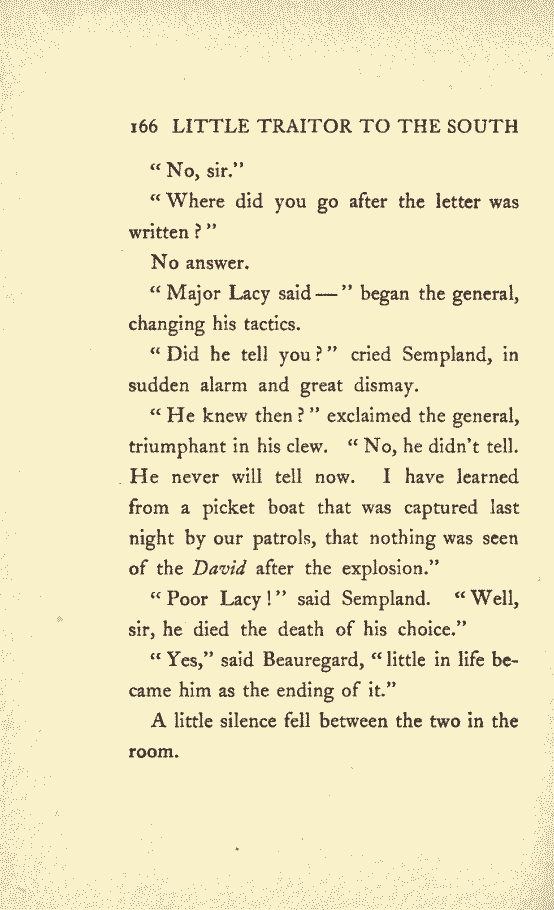 166 LITTLE TRAITOR TO THE SOUTH
“ No, sir.”
“ Where did you go after the letter was
written ? ”
No answer.
“ Major Lacy said — ” began the general,
changing his tactics.
“ Did he tell you ? ” cried Sempland, in
sudden alarm and great dismay.
“ He knew then ? ” exclaimed the general,
triumphant in his clew. “ No, he didn’t tell.
He never will tell now. I have learned
from a picket boat that was captured last
night by our patrols, that nothing was seen
of the David after the explosion.”
“ Poor Lacy ! ” said Sempland. “ Well,
sir, he died the death of his choice.”
“ Yes,” said Beauregard, “ little in life be-
came him as the ending of it.”
A little silence fell between the two in the
room.